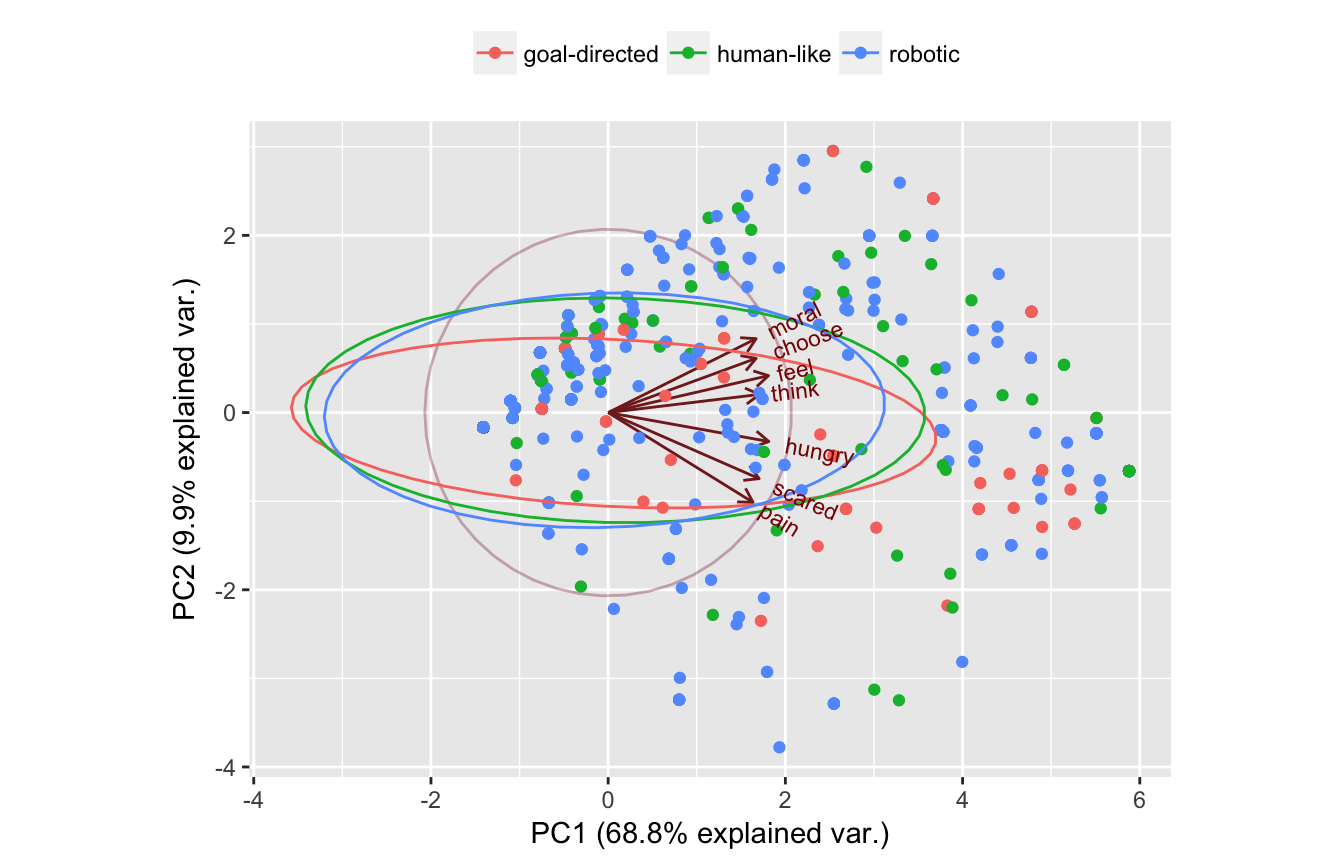 goal-directed human-like robotic
PC2 (9.9% explained var.)
2
0
-2
-4
moral
choose
feel
think
hungry
scared
pain
-4 -2 0 2 4 6
PC1 (68.8% explained var.)